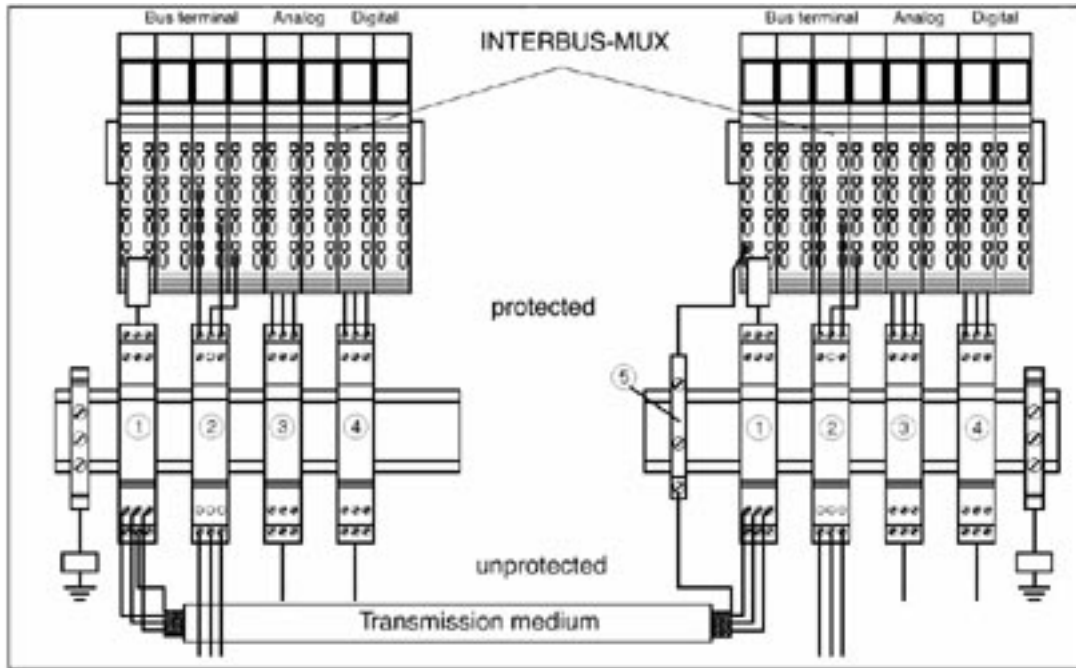 Bus terminal Analog Digital
Bus terminal Analog Digital
INTERBUS-MUX
protected
5
1 2 3 4
1 2 3 4
unprotected
Transmission medium